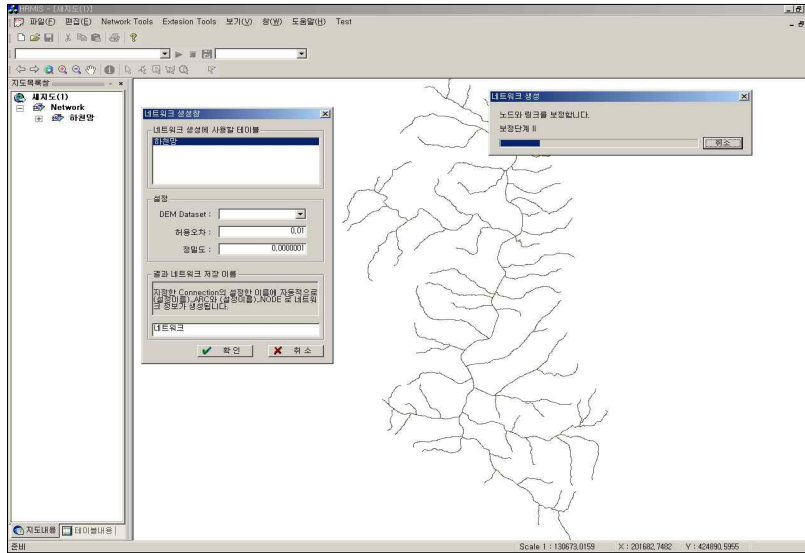 HRMIS - [새지도(1)]
파일(F) 편집(E) Network Tools Extesion Tools 보기(V) 창(W) 도움말(H) Test
지도목록창
새지도(1)
Network
하천망
네트워크 생성창
네트워크 생성에 사용할 테이블
하천망
설정
DEM Dataset :
허용오차 : 0,01
정밀도 : 0,0000001
결과 네트워크 저장 이름
지정한 Connection의 설정한 이름에 자동적으로
(설정이름)_ARC와 (설정이름)_NODE 로 네트워
크 정보가 생성됩니다.
네트워크
확 인 취 소
네트워크 생성
노드와 링크를 보정합니다.
보정단계 II
취소
지도내용 테이블내용
준비 Scale 1 : 130673,0159 X : 201682,7482 Y : 424890,5955